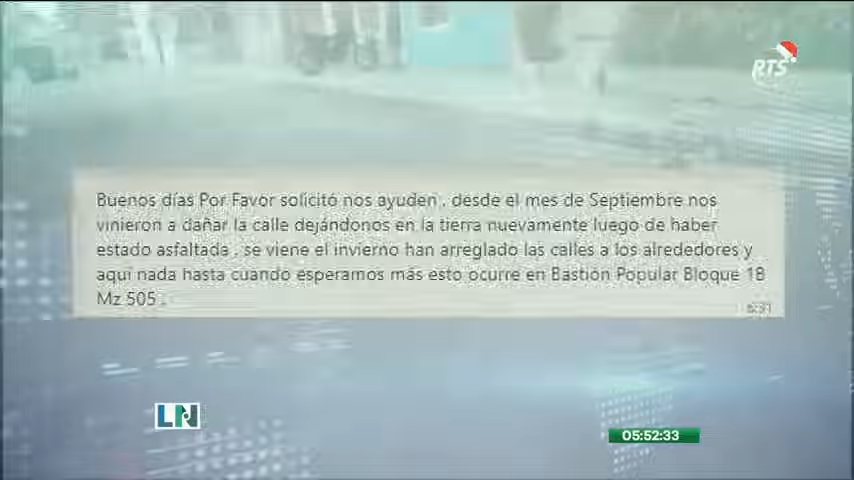 RTS
Buenos días Por Favor solicitó nos ayuden . desde el mes de Septiembre nos
vinieron a dañar la calle dejándonos en la tierra nuevamente luego de haber
estado asfaltada . se viene el invierno han arreglado las calles a los alrededores y
aquí nada hasta cuando esperamos más esto ocurre en Bastión Popular Bloque 1B
Mz 505 .
LN
05:52:33